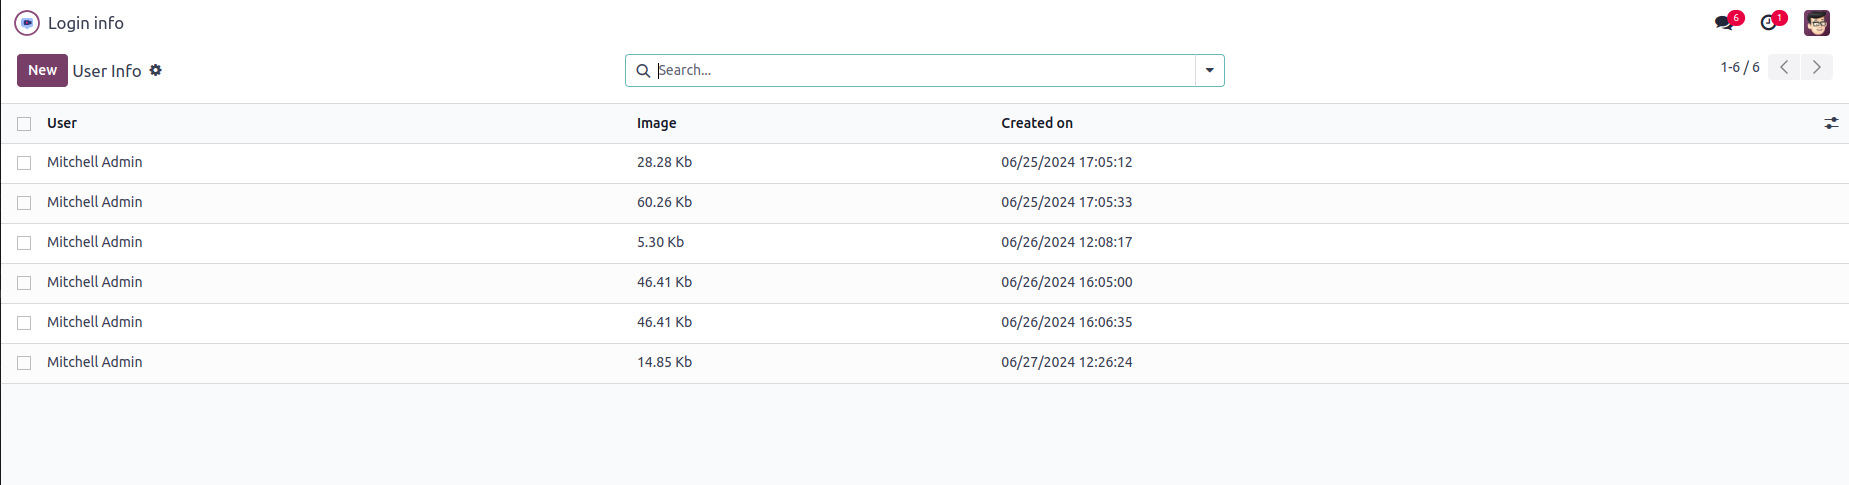 Login info 6 1
New User Info Search... 1-6 / 6
User Image Created on
Mitchell Admin 28.28 Kb 06/25/2024 17:05:12
Mitchell Admin 60.26 Kb 06/25/2024 17:05:33
Mitchell Admin 5.30 Kb 06/26/2024 12:08:17
Mitchell Admin 46.41 Kb 06/26/2024 16:05:00
Mitchell Admin 46.41 Kb 06/26/2024 16:06:35
Mitchell Admin 14.85 Kb 06/27/2024 12:26:24